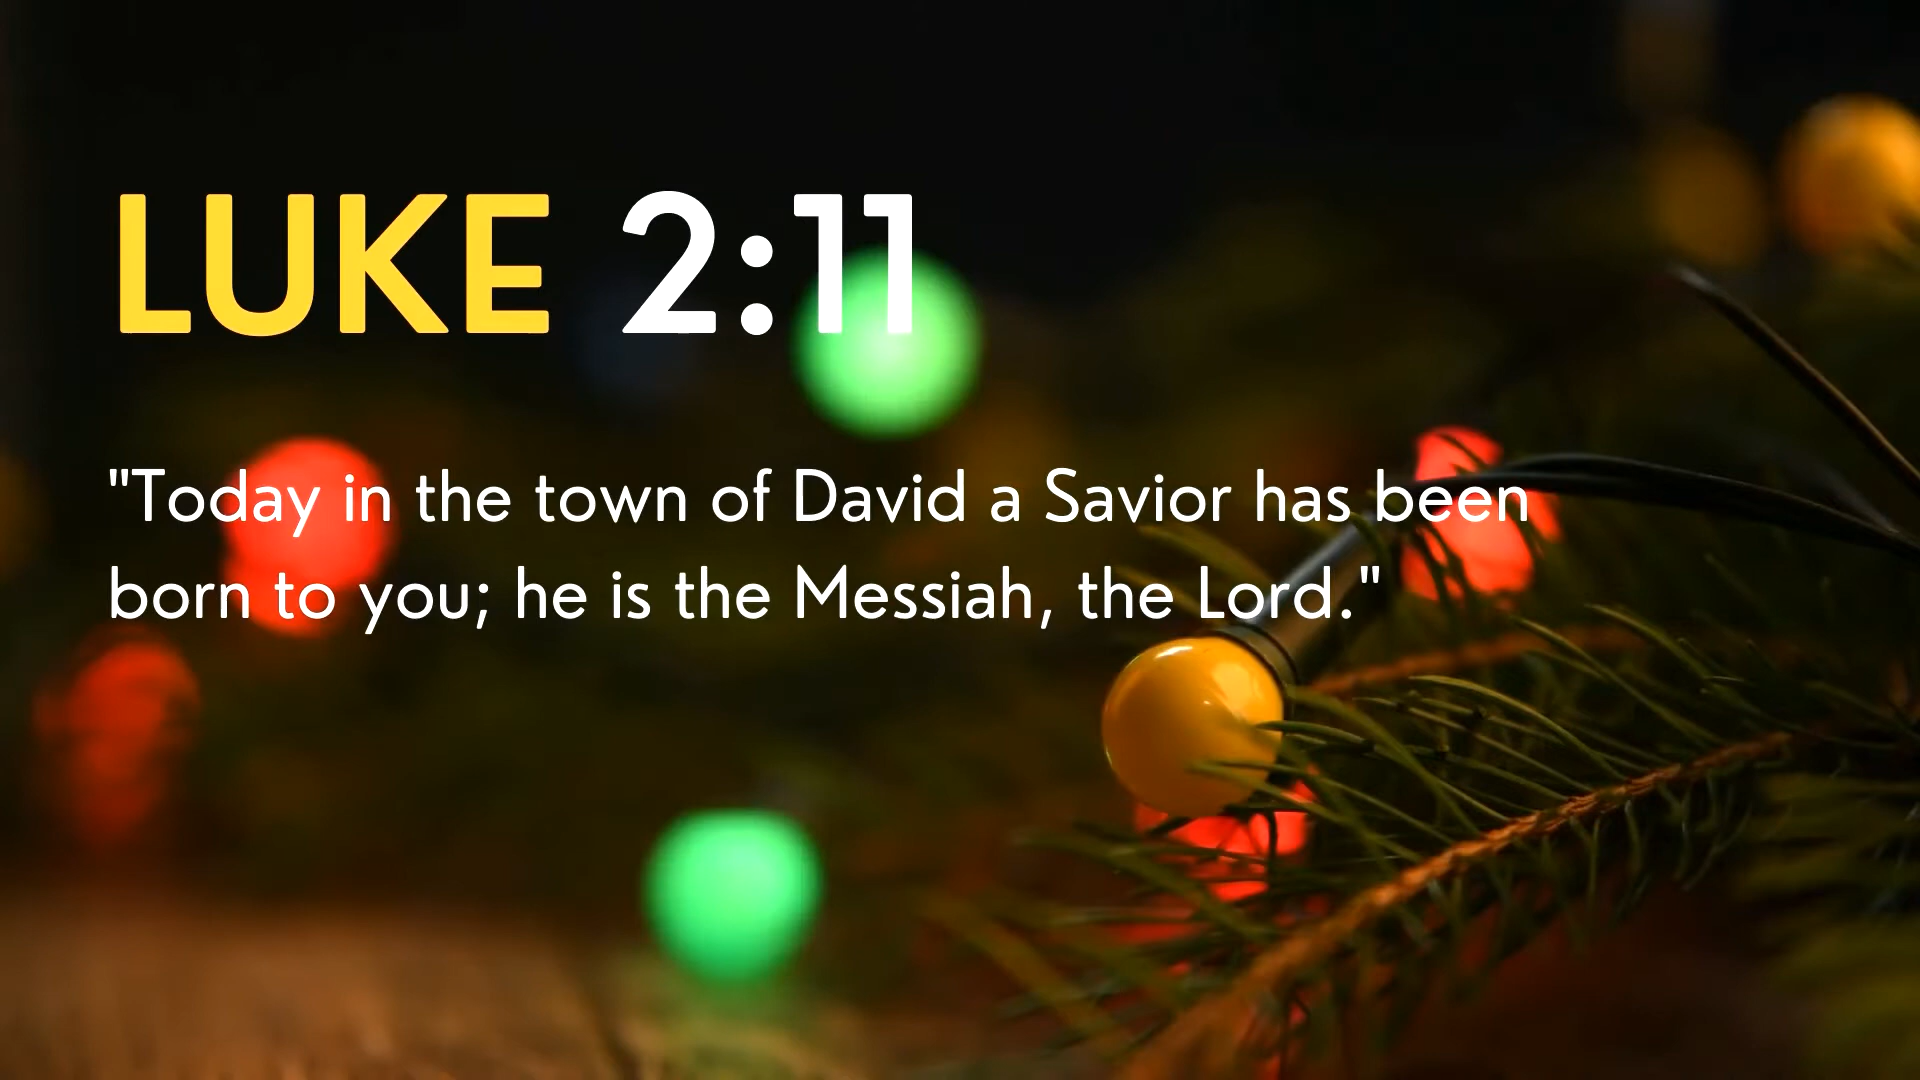 LUKE 2:11
"Today in the town of David a Savior has been
born to you; he is the Messiah, the Lord."